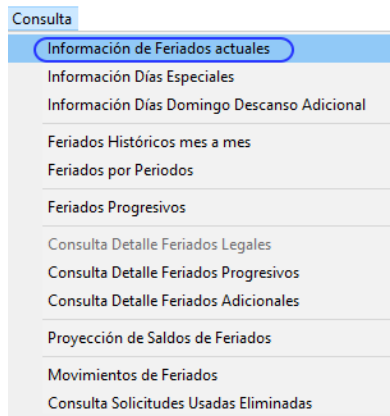 Consulta
Información de Feriados actuales
Información Días Especiales
Información Días Domingo Descanso Adicional
Feriados Históricos mes a mes
Feriados por Periodos
Feriados Progresivos
Consulta Detalle Feriados Legales
Consulta Detalle Feriados Progresivos
Consulta Detalle Feriados Adicionales
Proyección de Saldos de Feriados
Movimientos de Feriados
Consulta Solicitudes Usadas Eliminadas